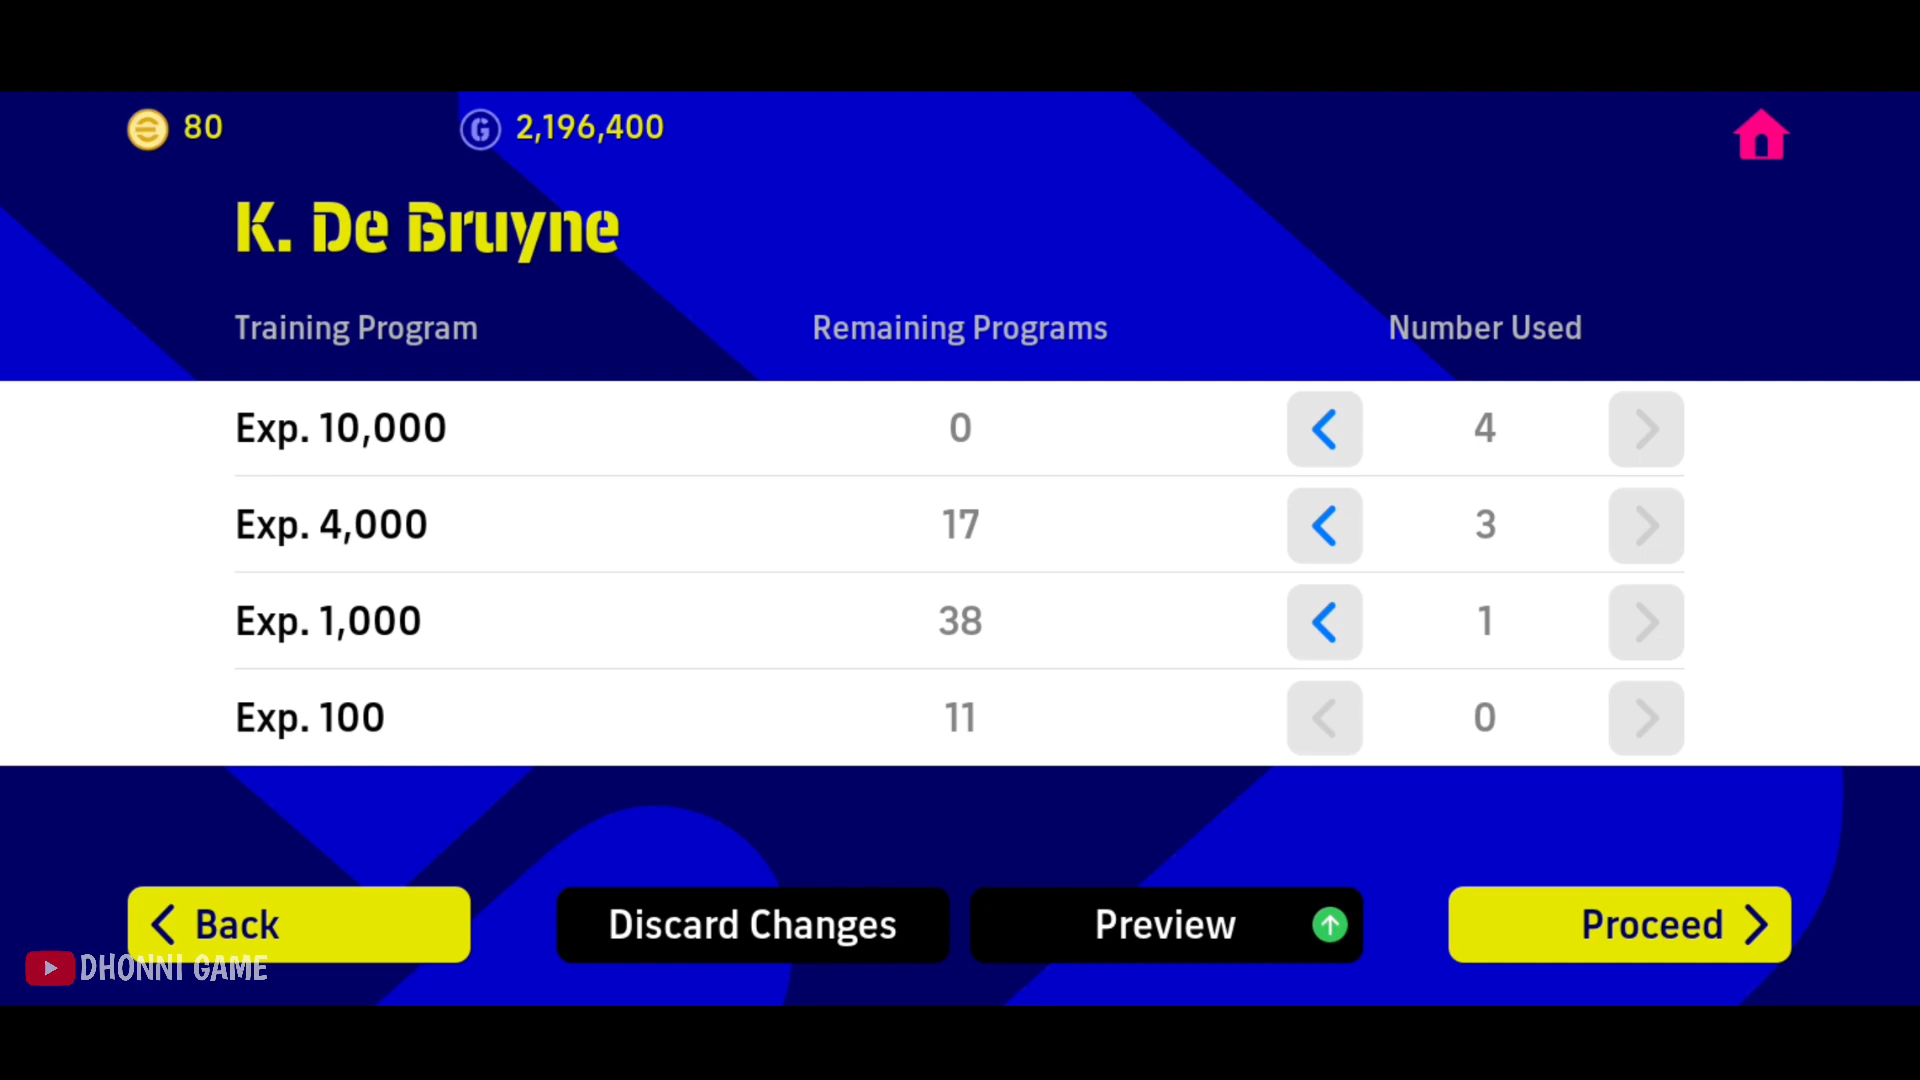 80
2,196,400
K. De Bruyne
Training Program Remaining Programs Number Used
Exp. 10,000 0 4
Exp. 4,000 17 3
Exp. 1,000 38 1
Exp. 100 11 0
Back Discard Changes Preview Proceed
DHONNI GAME